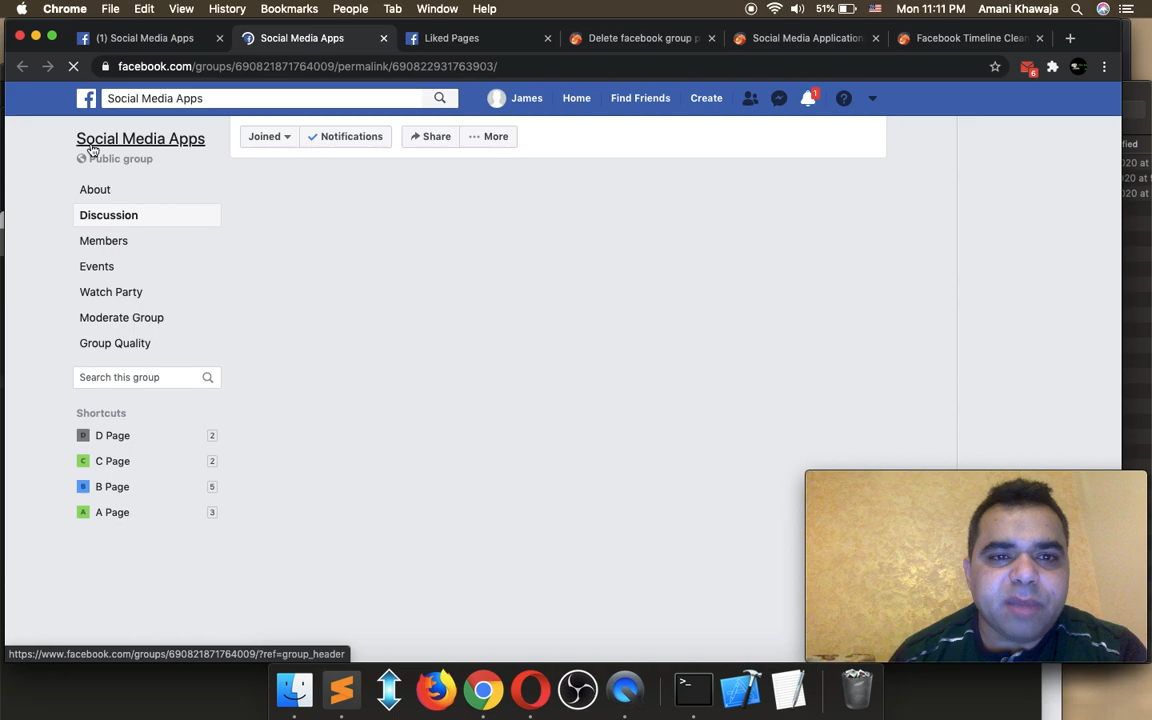 Chrome File Edit View History Bookmarks People Tab Window Help 51% Mon 11:11 PM Amani Khawaja
(1) Social Media Apps Social Media Apps Liked Pages Delete facebook group p Social Media Application Facebook Timeline Clean
facebook.com/groups/690821871764009/permalink/690822931763903/ 6
Social Media Apps James Home Find Friends Create 1
Social Media Apps Joined Notifications Share More
Public group
About
Discussion
Members
Events
Watch Party
Moderate Group
Group Quality
Search this group
Shortcuts
D D Page 2
C C Page 2
B B Page 5
A A Page 3
https://www.facebook.com/groups/690821871764009/?ref=group_header